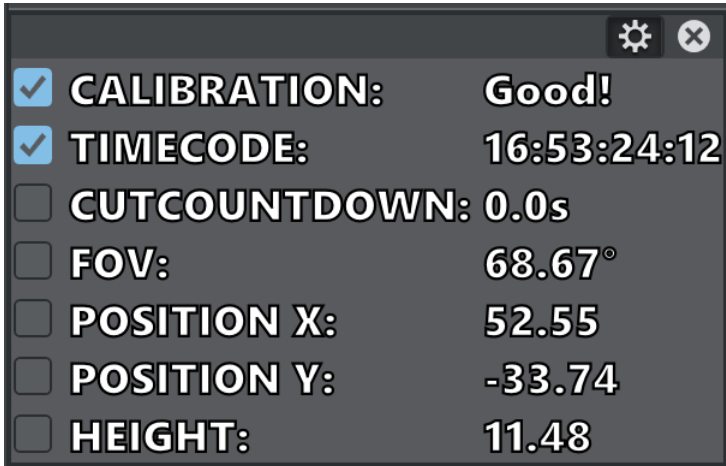 CALIBRATION: Good!
TIMECODE: 16:53:24:12
CUTCOUNTDOWN: 0.0s
FOV: 68.67°
POSITION X: 52.55
POSITION Y: -33.74
HEIGHT: 11.48